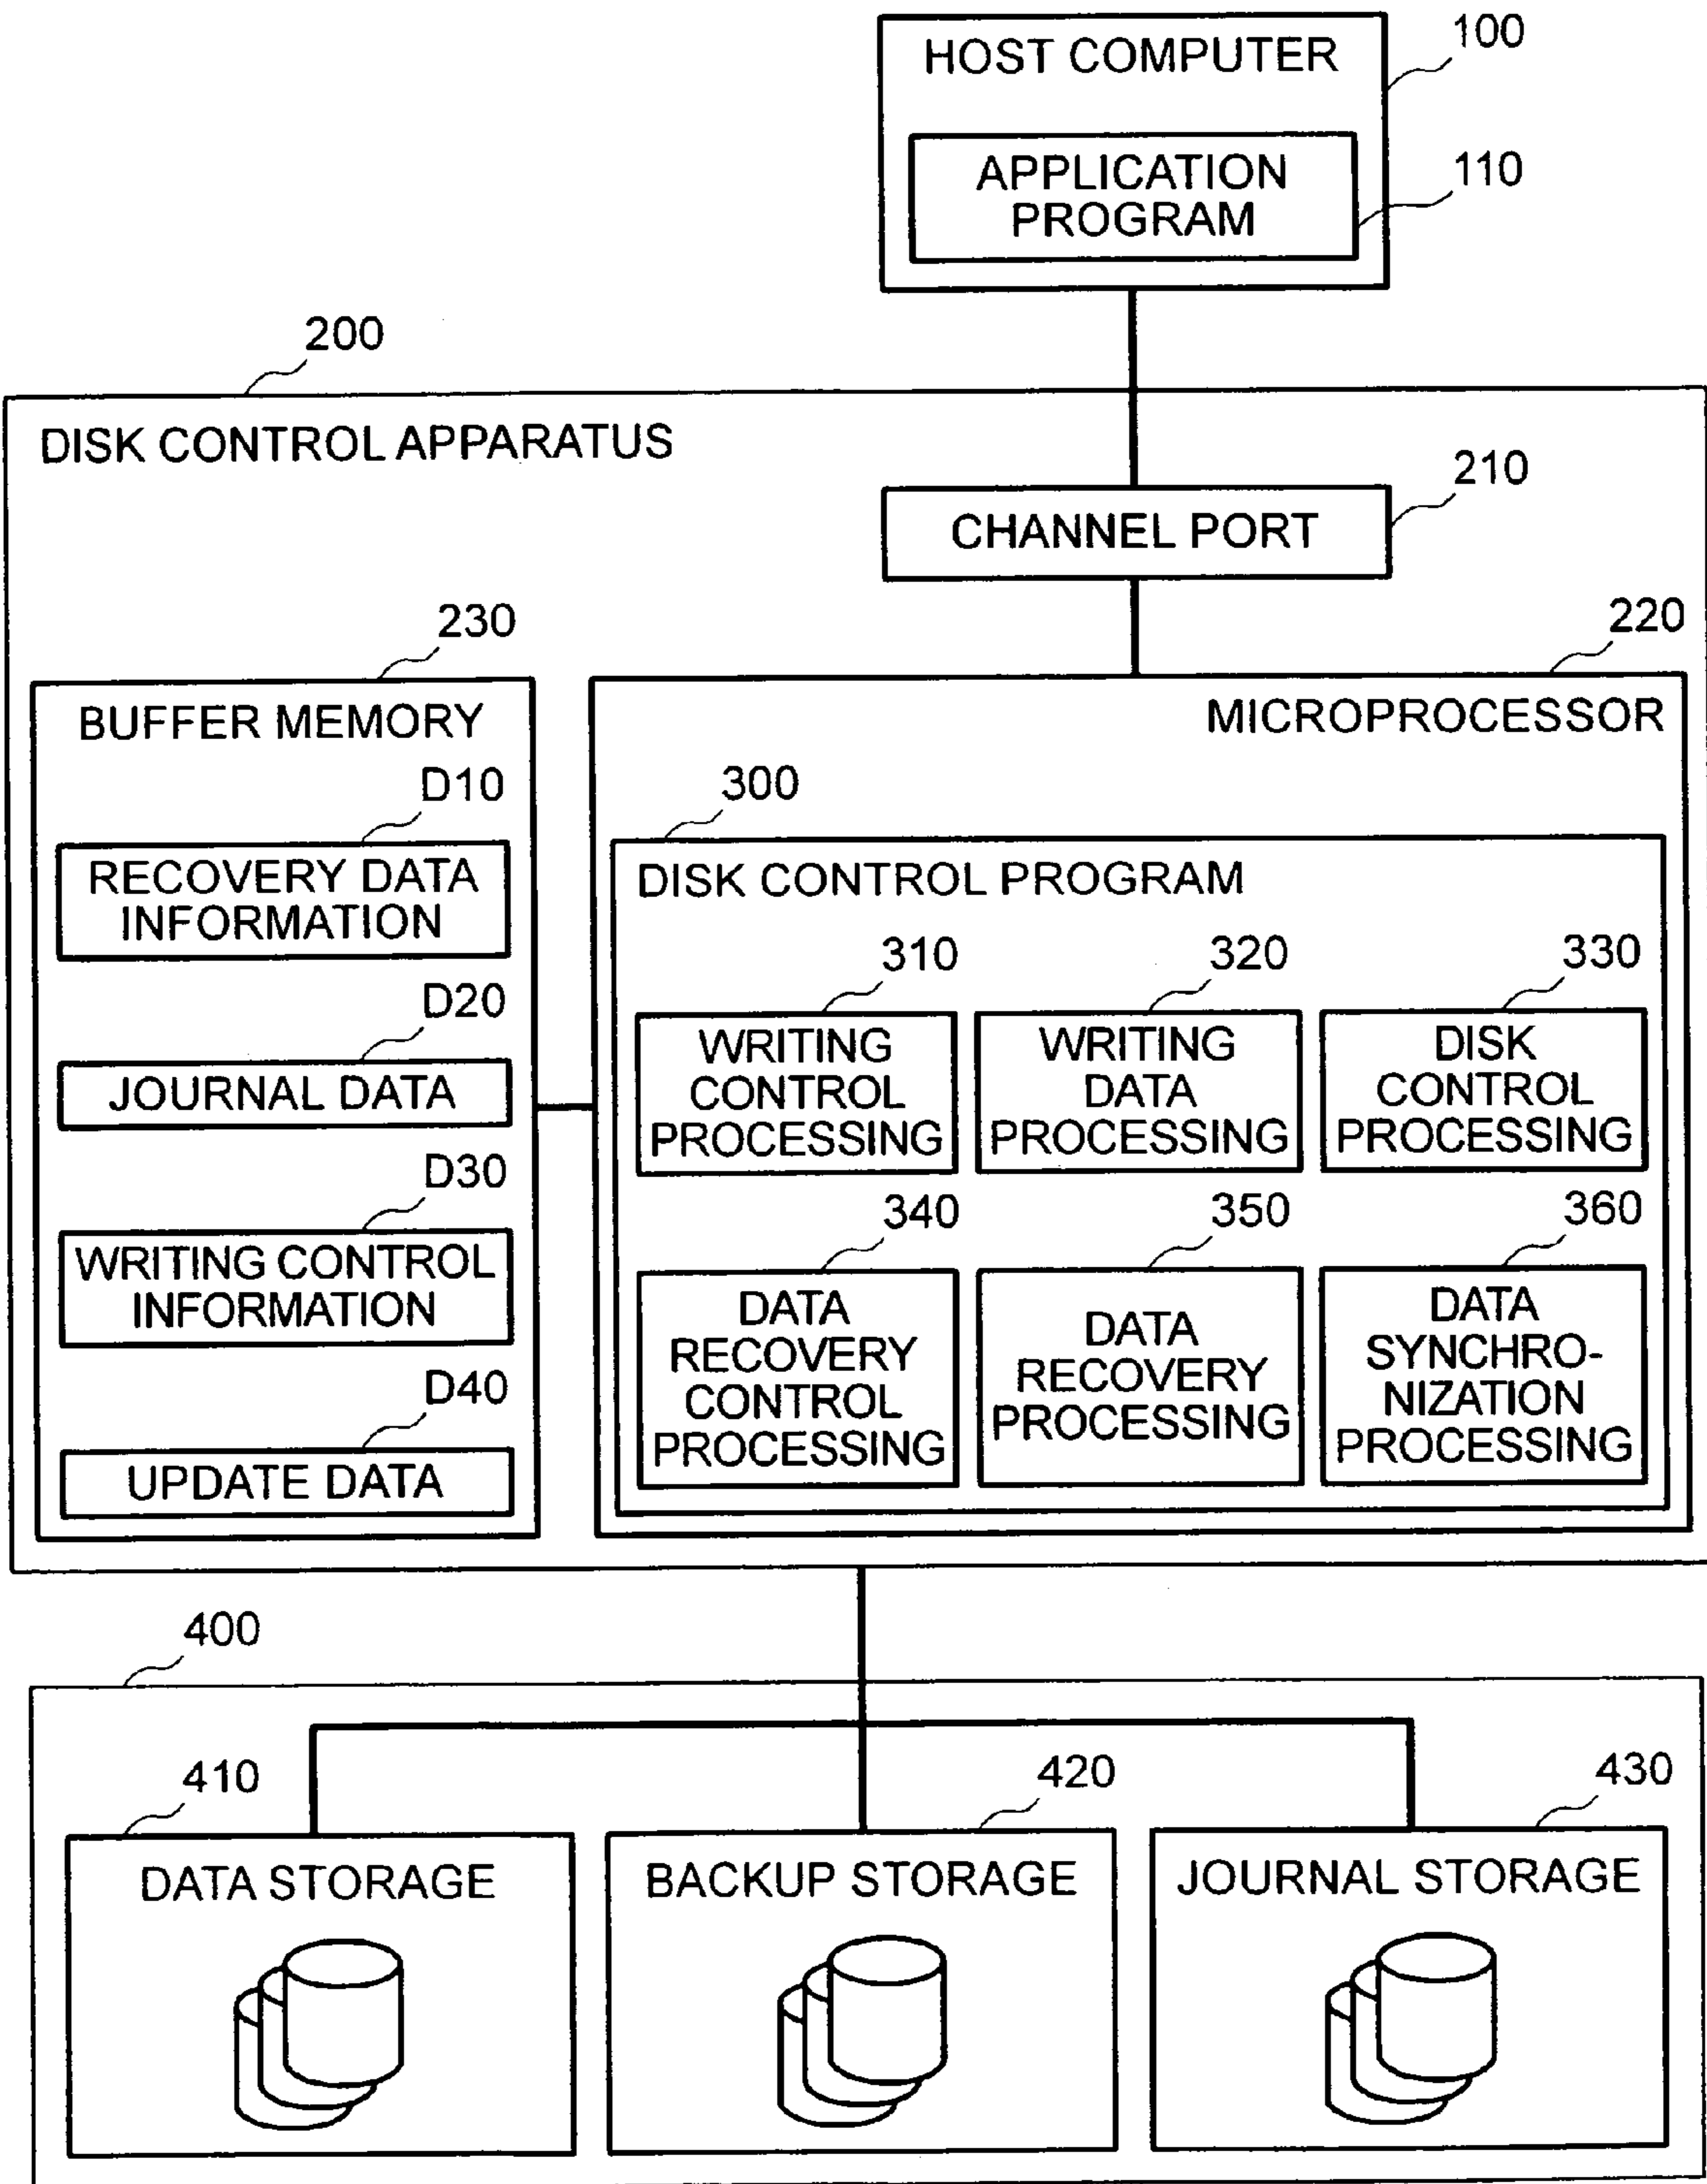 HOST COMPUTER
100
APPLICATION
PROGRAM
110
200
DISK CONTROL APPARATUS
210
CHANNEL PORT
230
220
BUFFER MEMORY
MICROPROCESSOR
D10
300
RECOVERY DATA
INFORMATION
DISK CONTROL PROGRAM
D20
310
320
330
JOURNAL DATA
WRITING
CONTROL
PROCESSING
WRITING
DATA
PROCESSING
DISK
CONTROL
PROCESSING
D30
340
350
360
WRITING CONTROL
INFORMATION
DATA
RECOVERY
CONTROL
PROCESSING
DATA
RECOVERY
PROCESSING
DATA
SYNCHRO-
NIZATION
PROCESSING
D40
UPDATE DATA
400
410
420
430
DATA STORAGE
BACKUP STORAGE
JOURNAL STORAGE